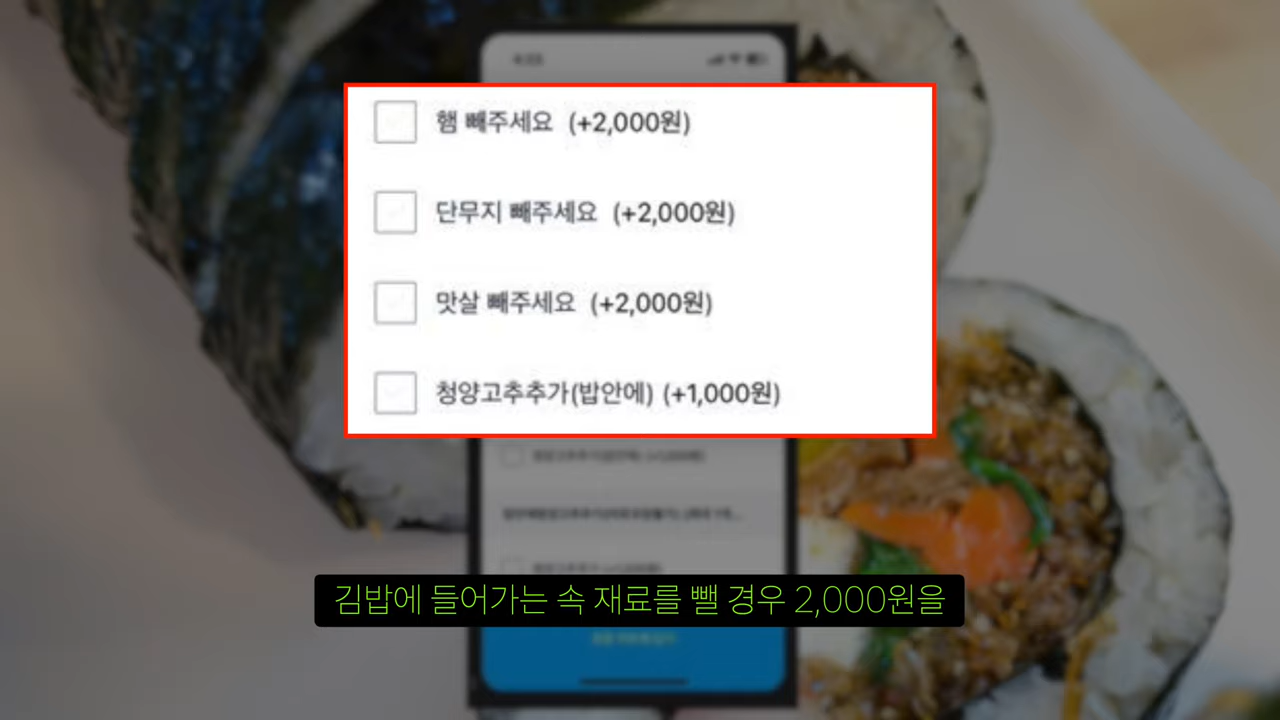 햄 빼주세요 (+2,000원)
단무지 빼주세요 (+2,000원)
맛살 빼주세요 (+2,000원)
청양고추추가(밥안에) (+1,000원)
김밥에 들어가는 속 재료를 뺄 경우 2,000원을